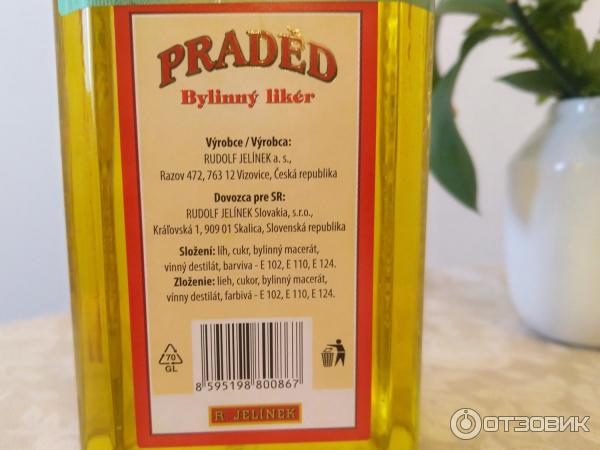 PRADĚD
Bylinný likér
Výrobce / Výrobca:
RUDOLF JELÍNEK a. s.,
Razov 472, 763 12 Vizovice, Česká republika
Dovozca pre SR:
RUDOLF JELÍNEK Slovakia, s.r.o.,
Kráľovská 1, 909 01 Skalica, Slovenská republika
Složení: líh, cukr, bylinný macerát,
vinný destilát, barviva - E 102, E 110, E 124.
Zloženie: lieh, cukor, bylinný macerát,
vínny destilát, farbivá - E 102, E 110, E 124.
70
GL
8 595198 800867
R. JELÍNEK
ОТЗОВИК